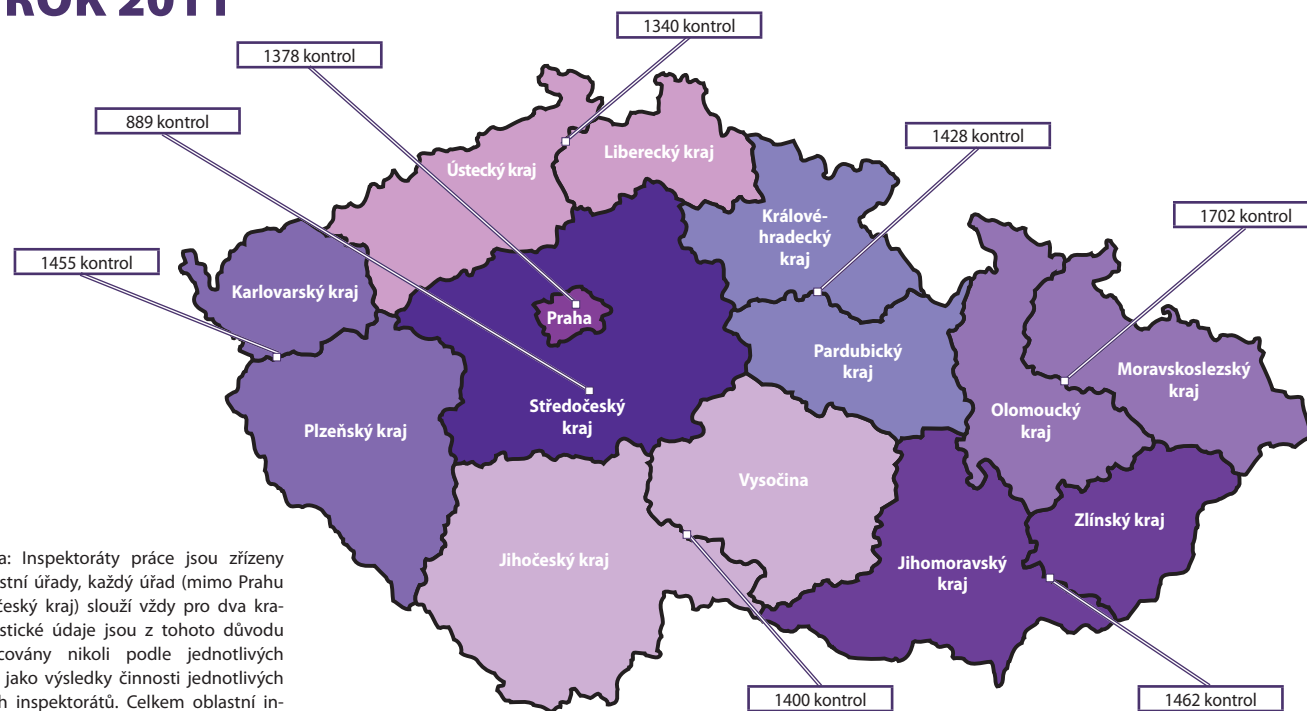 ROK 2011
1340 kontrol
1378 kontrol
889 kontrol
1428 kontrol
1702 kontrol
1455 kontrol
Ústecký kraj
Liberecký kraj
Králové-
hradecký
kraj
Karlovarský kraj
Praha
Pardubický
kraj
Moravskoslezský
kraj
Olomoucký
kraj
Středočeský
kraj
Plzeňský kraj
Vysočina
Zlínský kraj
Jihočeský kraj
Jihomoravský
kraj
a: Inspektoráty práce jsou zřízeny
stní úřady, každý úřad (mimo Prahu
český kraj) slouží vždy pro dva kra-
istické údaje jsou z tohoto důvodu
covány nikoli podle jednotlivých
jako výsledky činnosti jednotlivých
h inspektorátů. Celkem oblastní in-
1400 kontrol
1462 kontrol